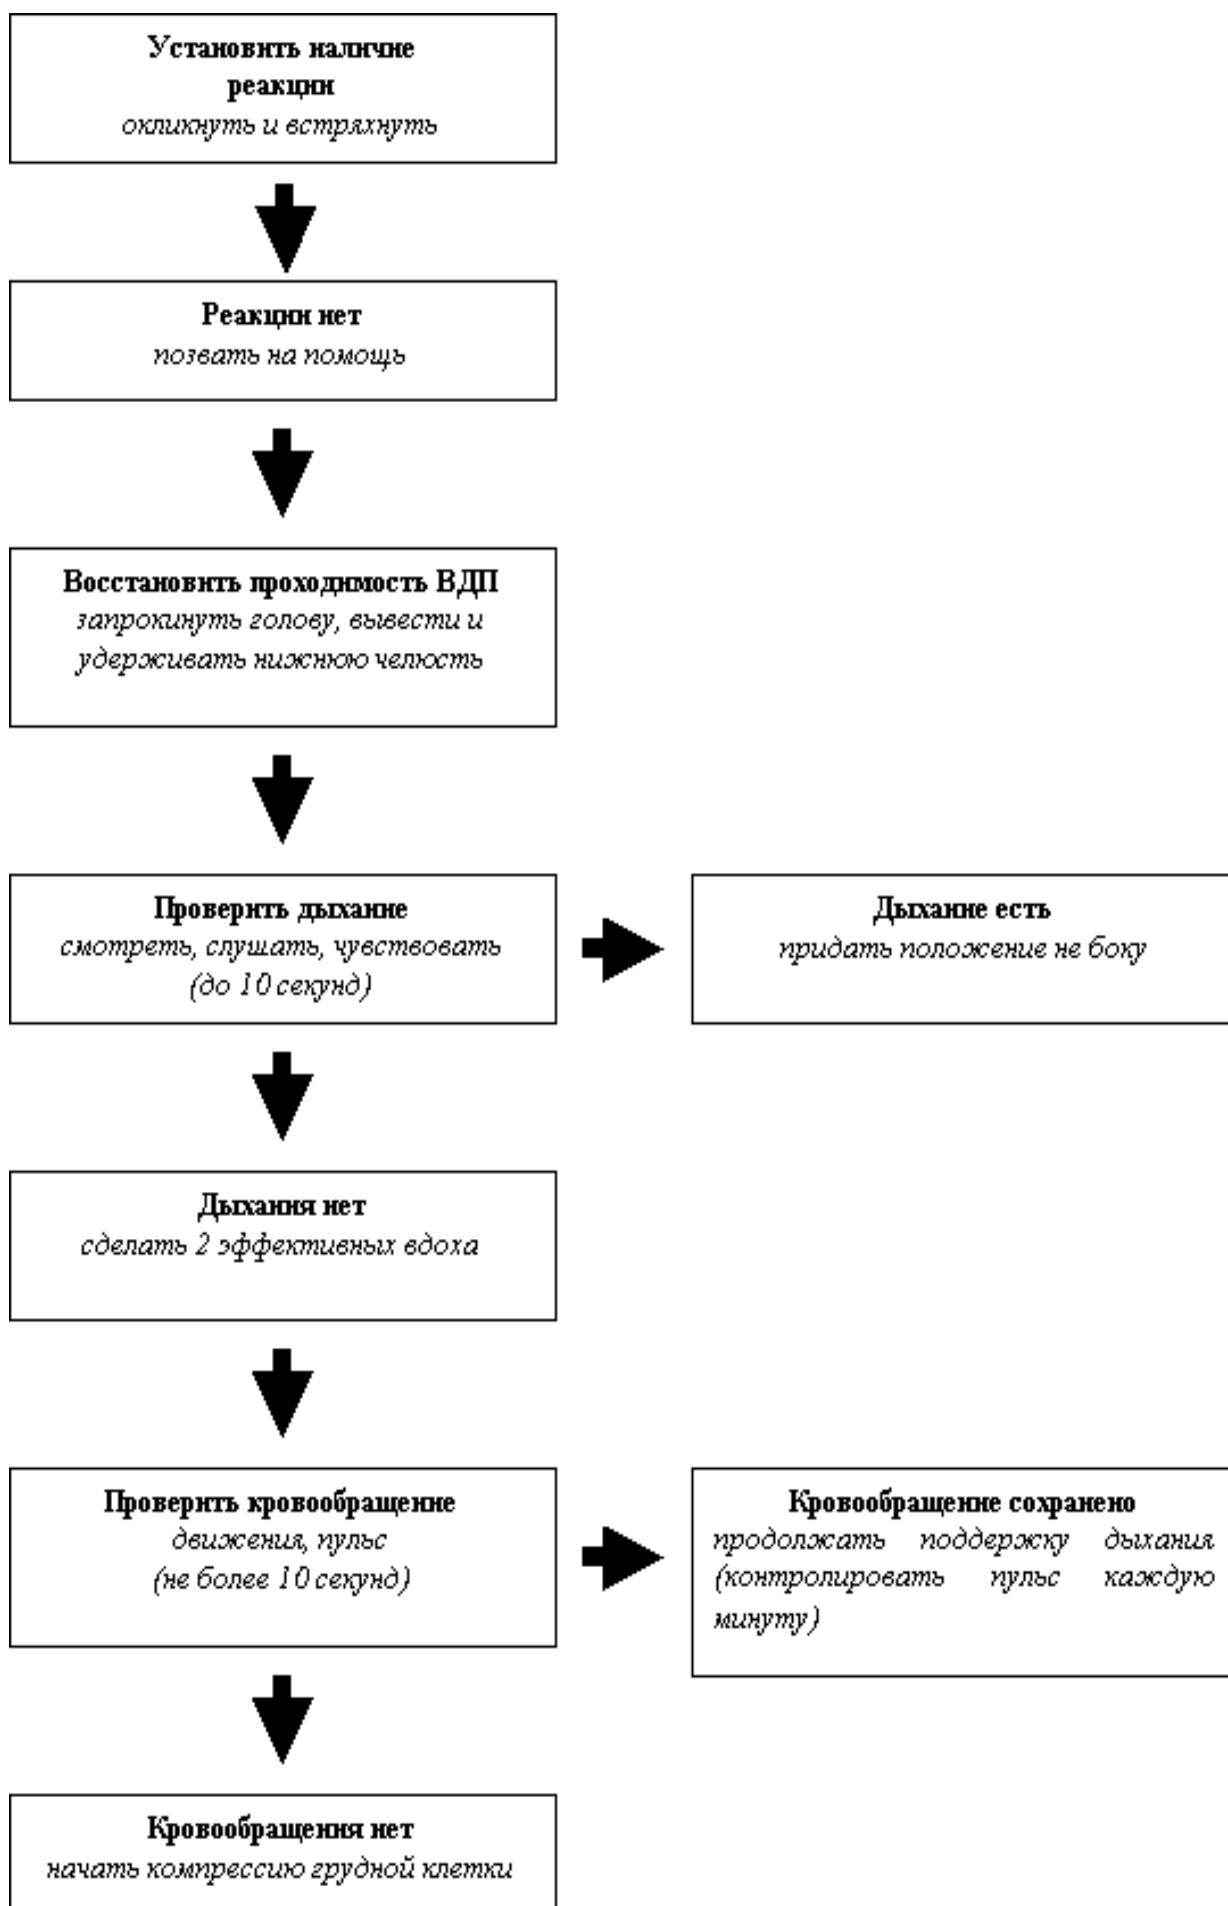 Установить наличие
реакции
окликнуть и встряхнуть
Реакции нет
позвать на помощь
Восстановить проходимость ВДП
запрокинуть голову, вывести и
удерживать нижнюю челюсть
Проверить дыхание
смотреть, слушать, чувствовать
(до 10 секунд)
Дыхание есть
придать положение не боку
Дыхания нет
сделать 2 эффективных вдоха
Проверить кровообращение
движения, пульс
(не более 10 секунд)
Кровообращение сохранено
продолжать поддержку дыхания
(контролировать пульс каждую
минуту)
Кровообращения нет
начать компрессию грудной клетки